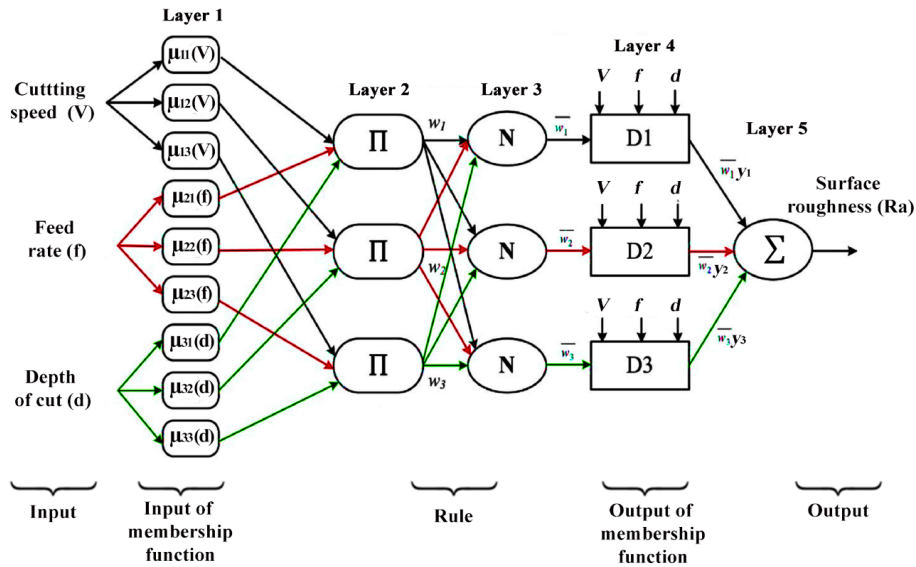 Layer 1
Layer 2
Layer 3
Layer 4
Layer 5
Cuttting
speed (V)
Feed
rate (f)
Depth
of cut (d)
μ11(V)
μ12(V)
μ13(V)
μ21(f)
μ22(f)
μ23(f)
μ31(d)
μ32(d)
μ33(d)
Π
Π
Π
w1
w2
w3
N
N
N
w̅1
w̅2
w̅3
V f d
D1
V f d
D2
V f d
D3
w̅1y1
w̅2y2
w̅3y3
Σ
Surface
roughness (Ra)
Input
Input of
membership
function
Rule
Output of
membership
function
Output